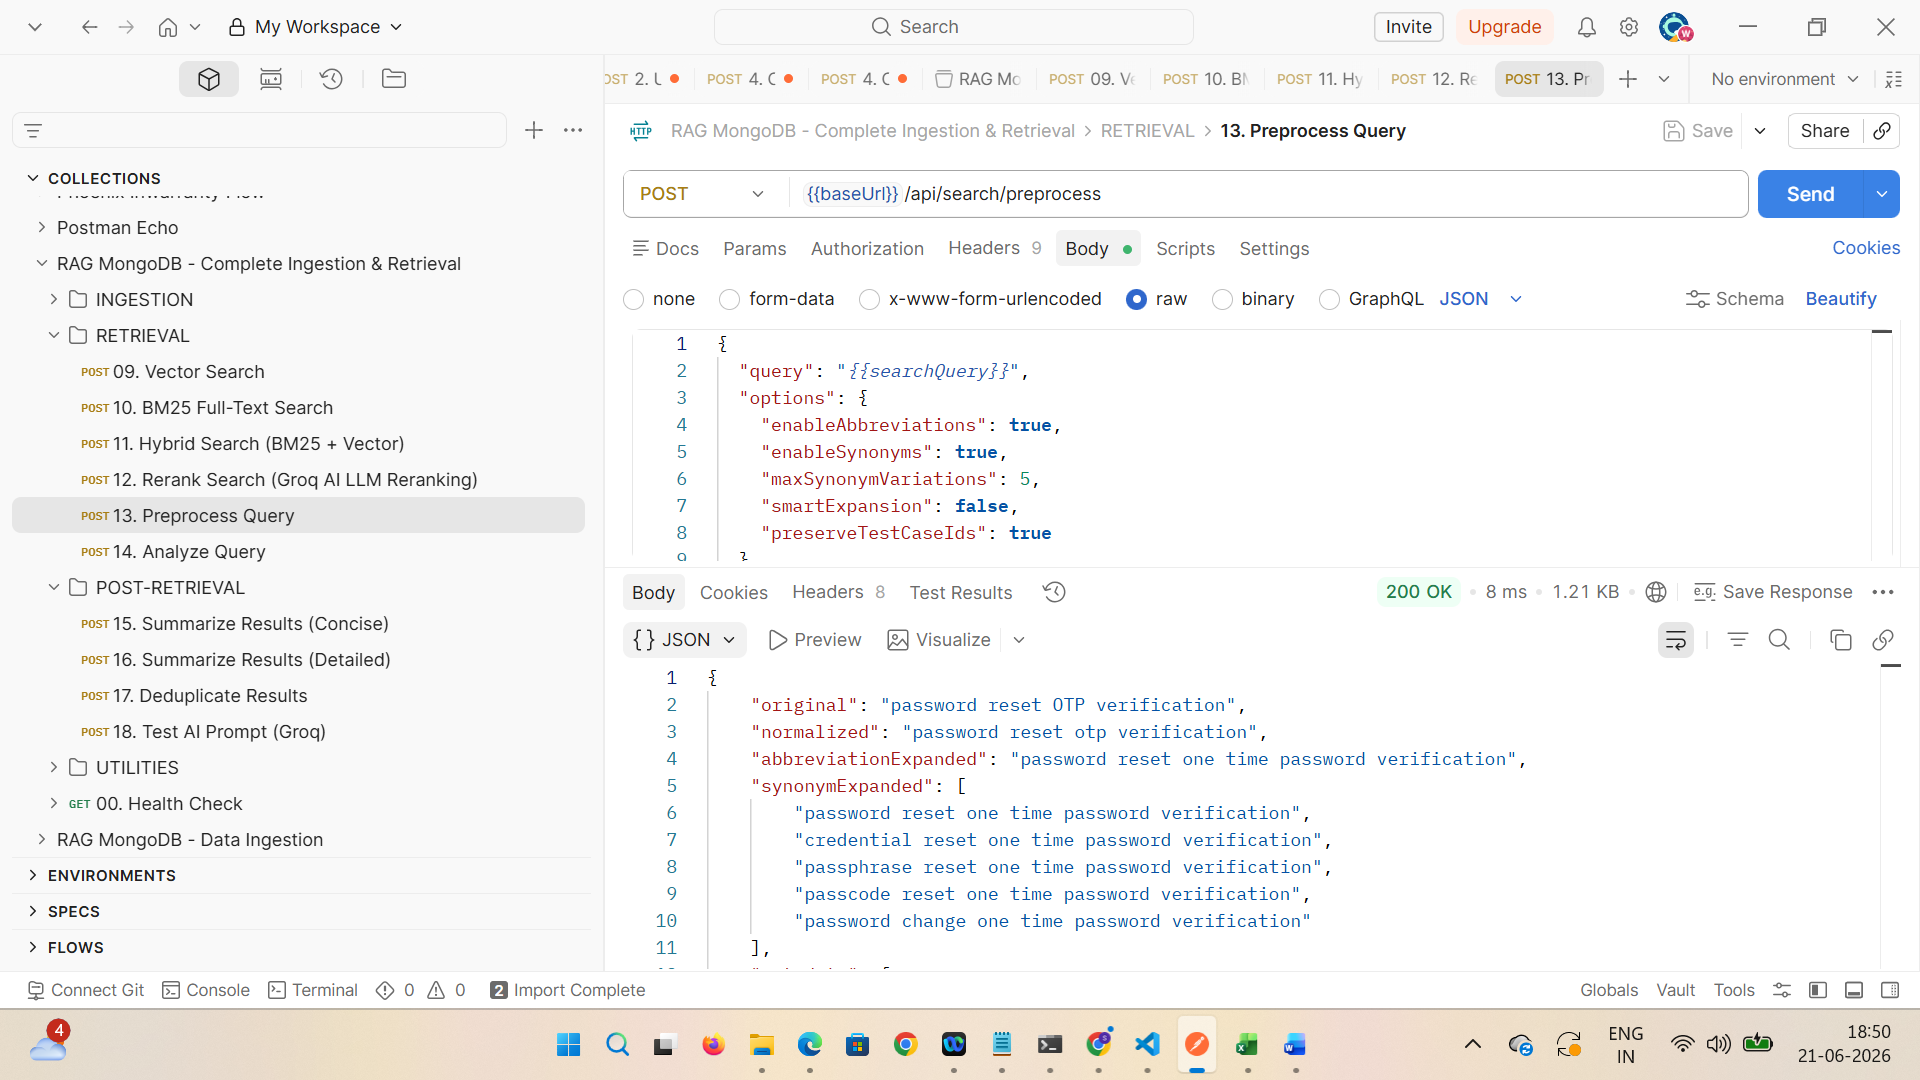 My Workspace
Search
Invite
Upgrade
W
OST 2. U
POST 4. C
POST 4. C
RAG Mo
POST 09. Ve
POST 10. BM
POST 11. Hy
POST 12. Re
POST 13. Pr
No environment
COLLECTIONS
Phoenix Inwarranty Flow
Postman Echo
RAG MongoDB - Complete Ingestion & Retrieval
INGESTION
RETRIEVAL
POST 09. Vector Search
POST 10. BM25 Full-Text Search
POST 11. Hybrid Search (BM25 + Vector)
POST 12. Rerank Search (Groq AI LLM Reranking)
POST 13. Preprocess Query
POST 14. Analyze Query
POST-RETRIEVAL
POST 15. Summarize Results (Concise)
POST 16. Summarize Results (Detailed)
POST 17. Deduplicate Results
POST 18. Test AI Prompt (Groq)
UTILITIES
GET 00. Health Check
RAG MongoDB - Data Ingestion
ENVIRONMENTS
SPECS
FLOWS
HTTP RAG MongoDB - Complete Ingestion & Retrieval > RETRIEVAL > 13. Preprocess Query
Save
Share
POST {{baseUrl}} /api/search/preprocess
Send
Docs Params Authorization Headers 9 Body Scripts Settings Cookies
none form-data x-www-form-urlencoded raw binary GraphQL JSON Schema Beautify
1 {
2 "query": "{{searchQuery}}",
3 "options": {
4 "enableAbbreviations": true,
5 "enableSynonyms": true,
6 "maxSynonymVariations": 5,
7 "smartExpansion": false,
8 "preserveTestCaseIds": true
9 }
Body Cookies Headers 8 Test Results 200 OK 8 ms 1.21 KB e.g. Save Response
{} JSON Preview Visualize
1 {
2 "original": "password reset OTP verification",
3 "normalized": "password reset otp verification",
4 "abbreviationExpanded": "password reset one time password verification",
5 "synonymExpanded": [
6 "password reset one time password verification",
7 "credential reset one time password verification",
8 "passphrase reset one time password verification",
9 "passcode reset one time password verification",
10 "password change one time password verification"
11 ],
Connect Git Console Terminal 0 0 2 Import Complete Globals Vault Tools
4
ENG
IN
18:50
21-06-2026